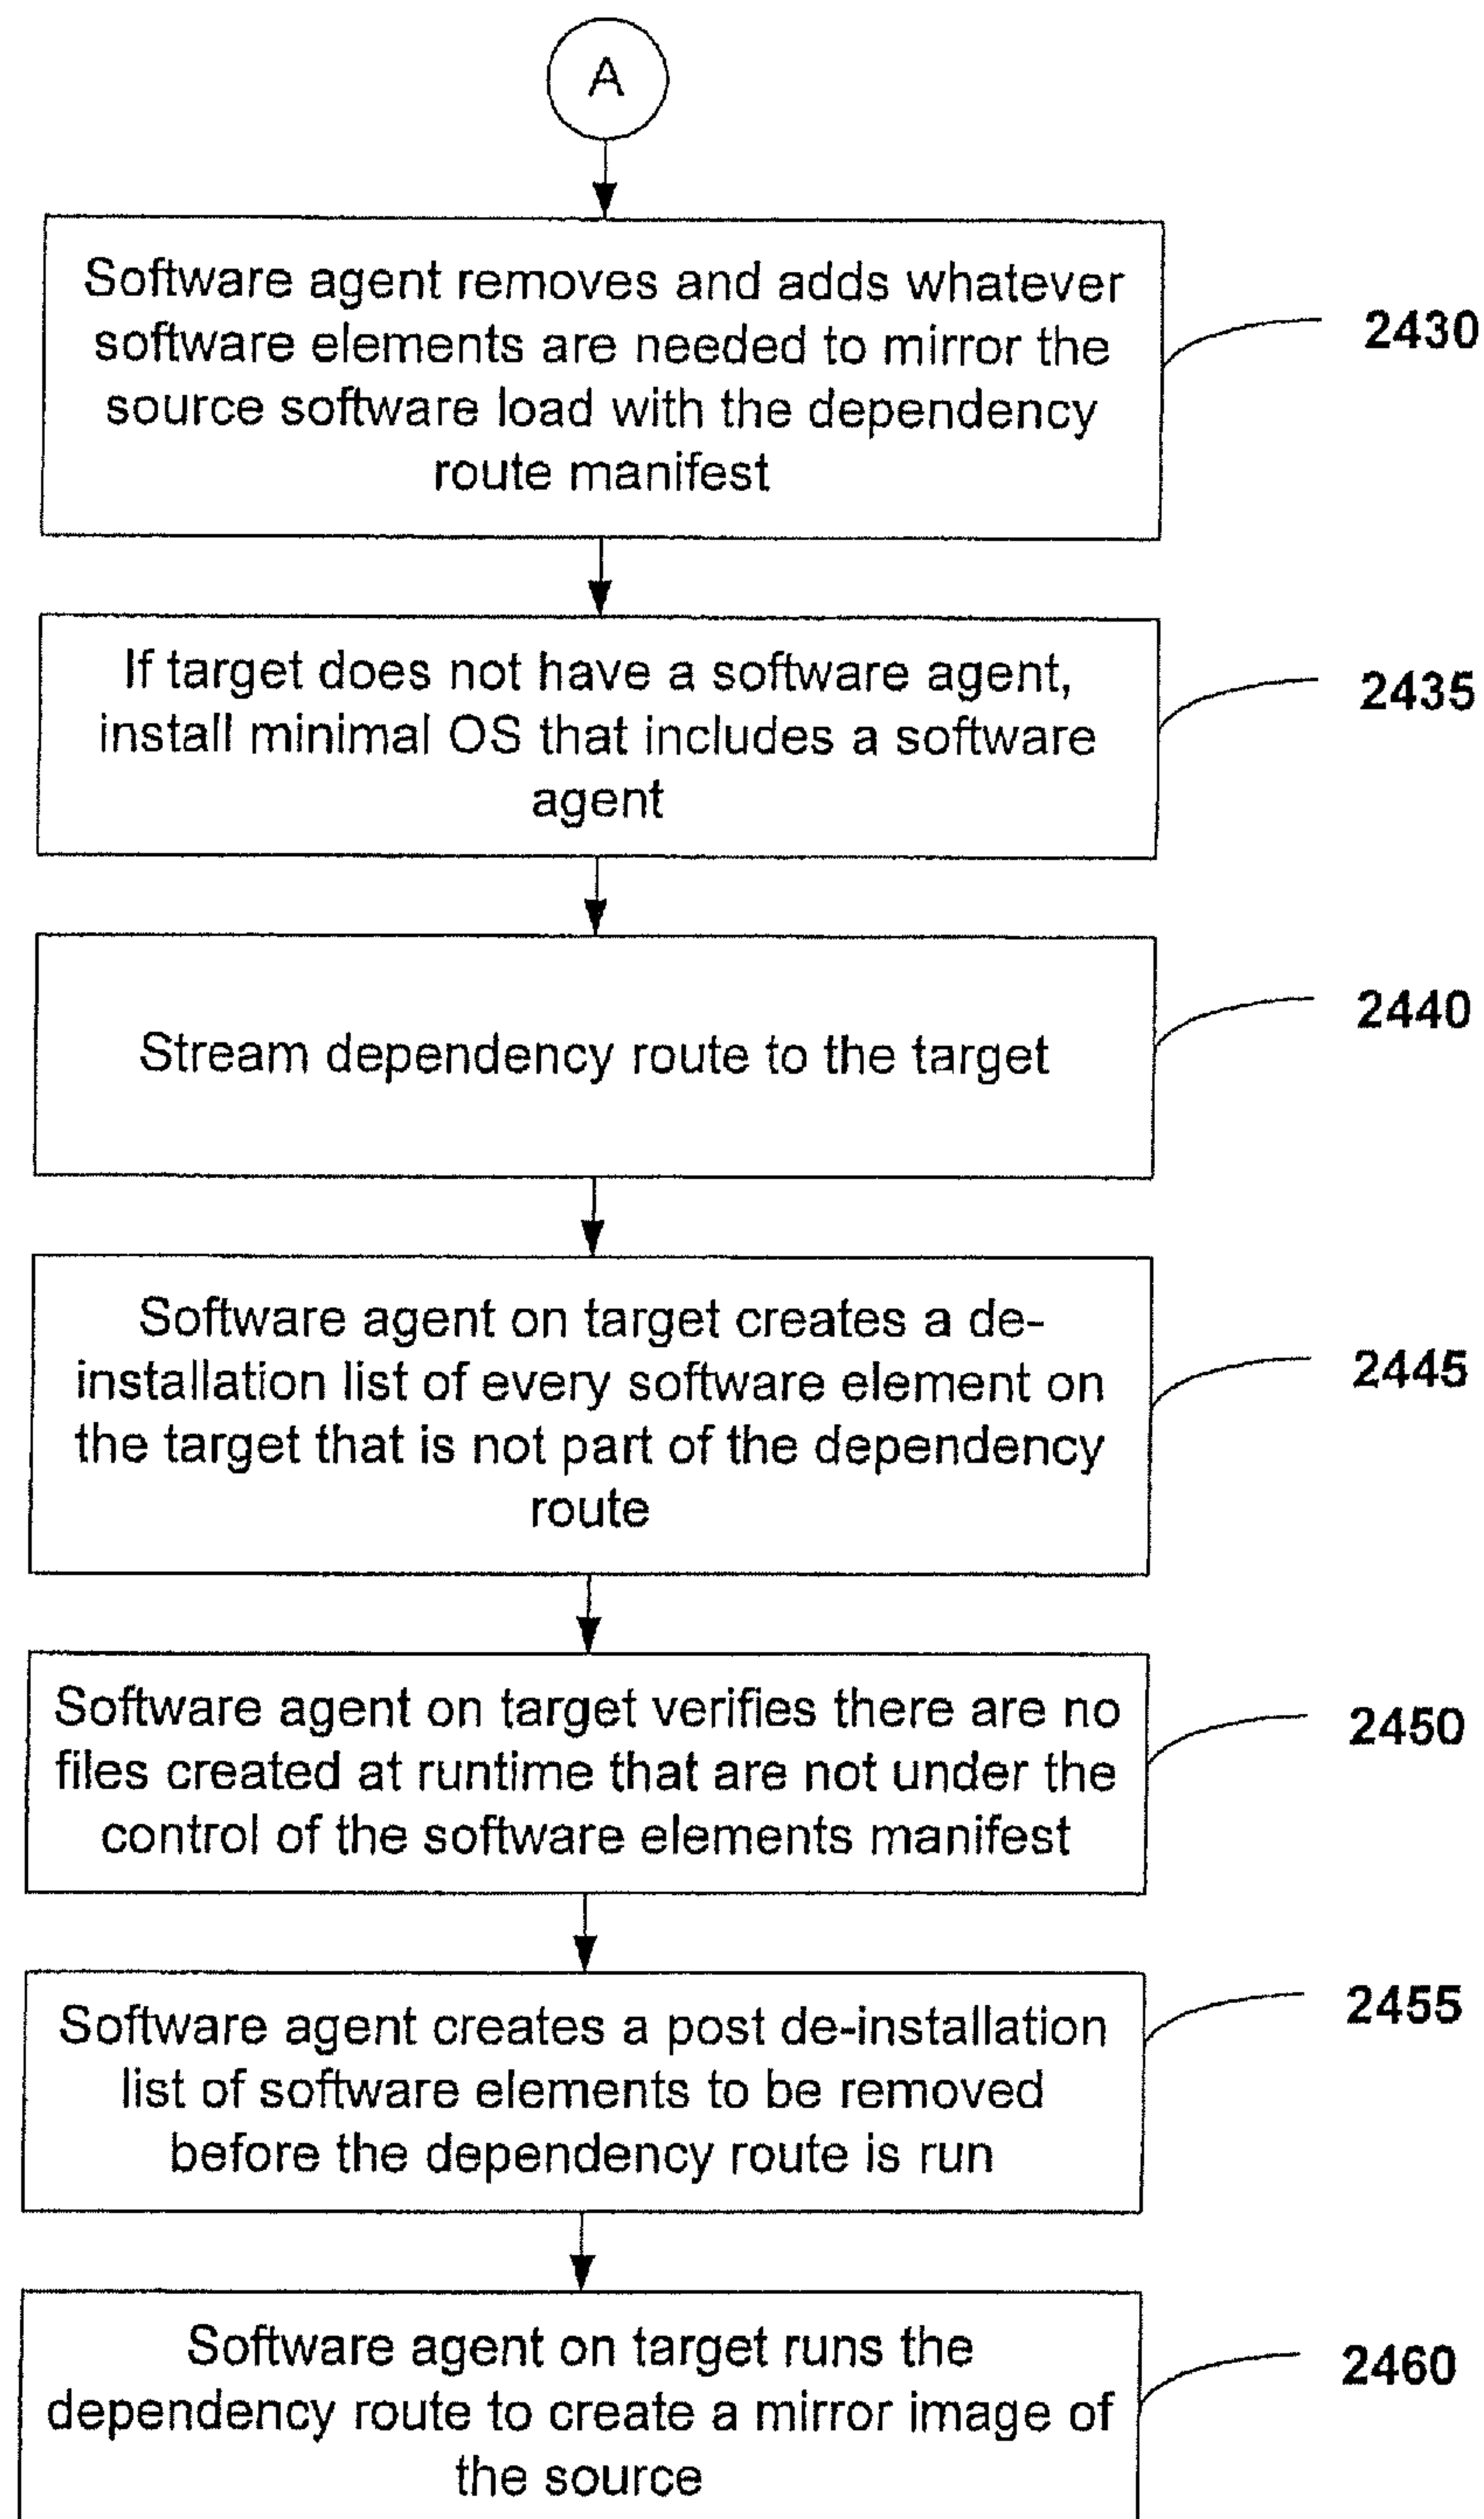 A
Software agent removes and adds whatever
software elements are needed to mirror the
source software load with the dependency
route manifest
2430
If target does not have a software agent,
install minimal OS that includes a software
agent
2435
Stream dependency route to the target
2440
Software agent on target creates a de-
installation list of every software element on
the target that is not part of the dependency
route
2445
Software agent on target verifies there are no
files created at runtime that are not under the
control of the software elements manifest
2450
Software agent creates a post de-installation
list of software elements to be removed
before the dependency route is run
2455
Software agent on target runs the
dependency route to create a mirror image of
the source
2460